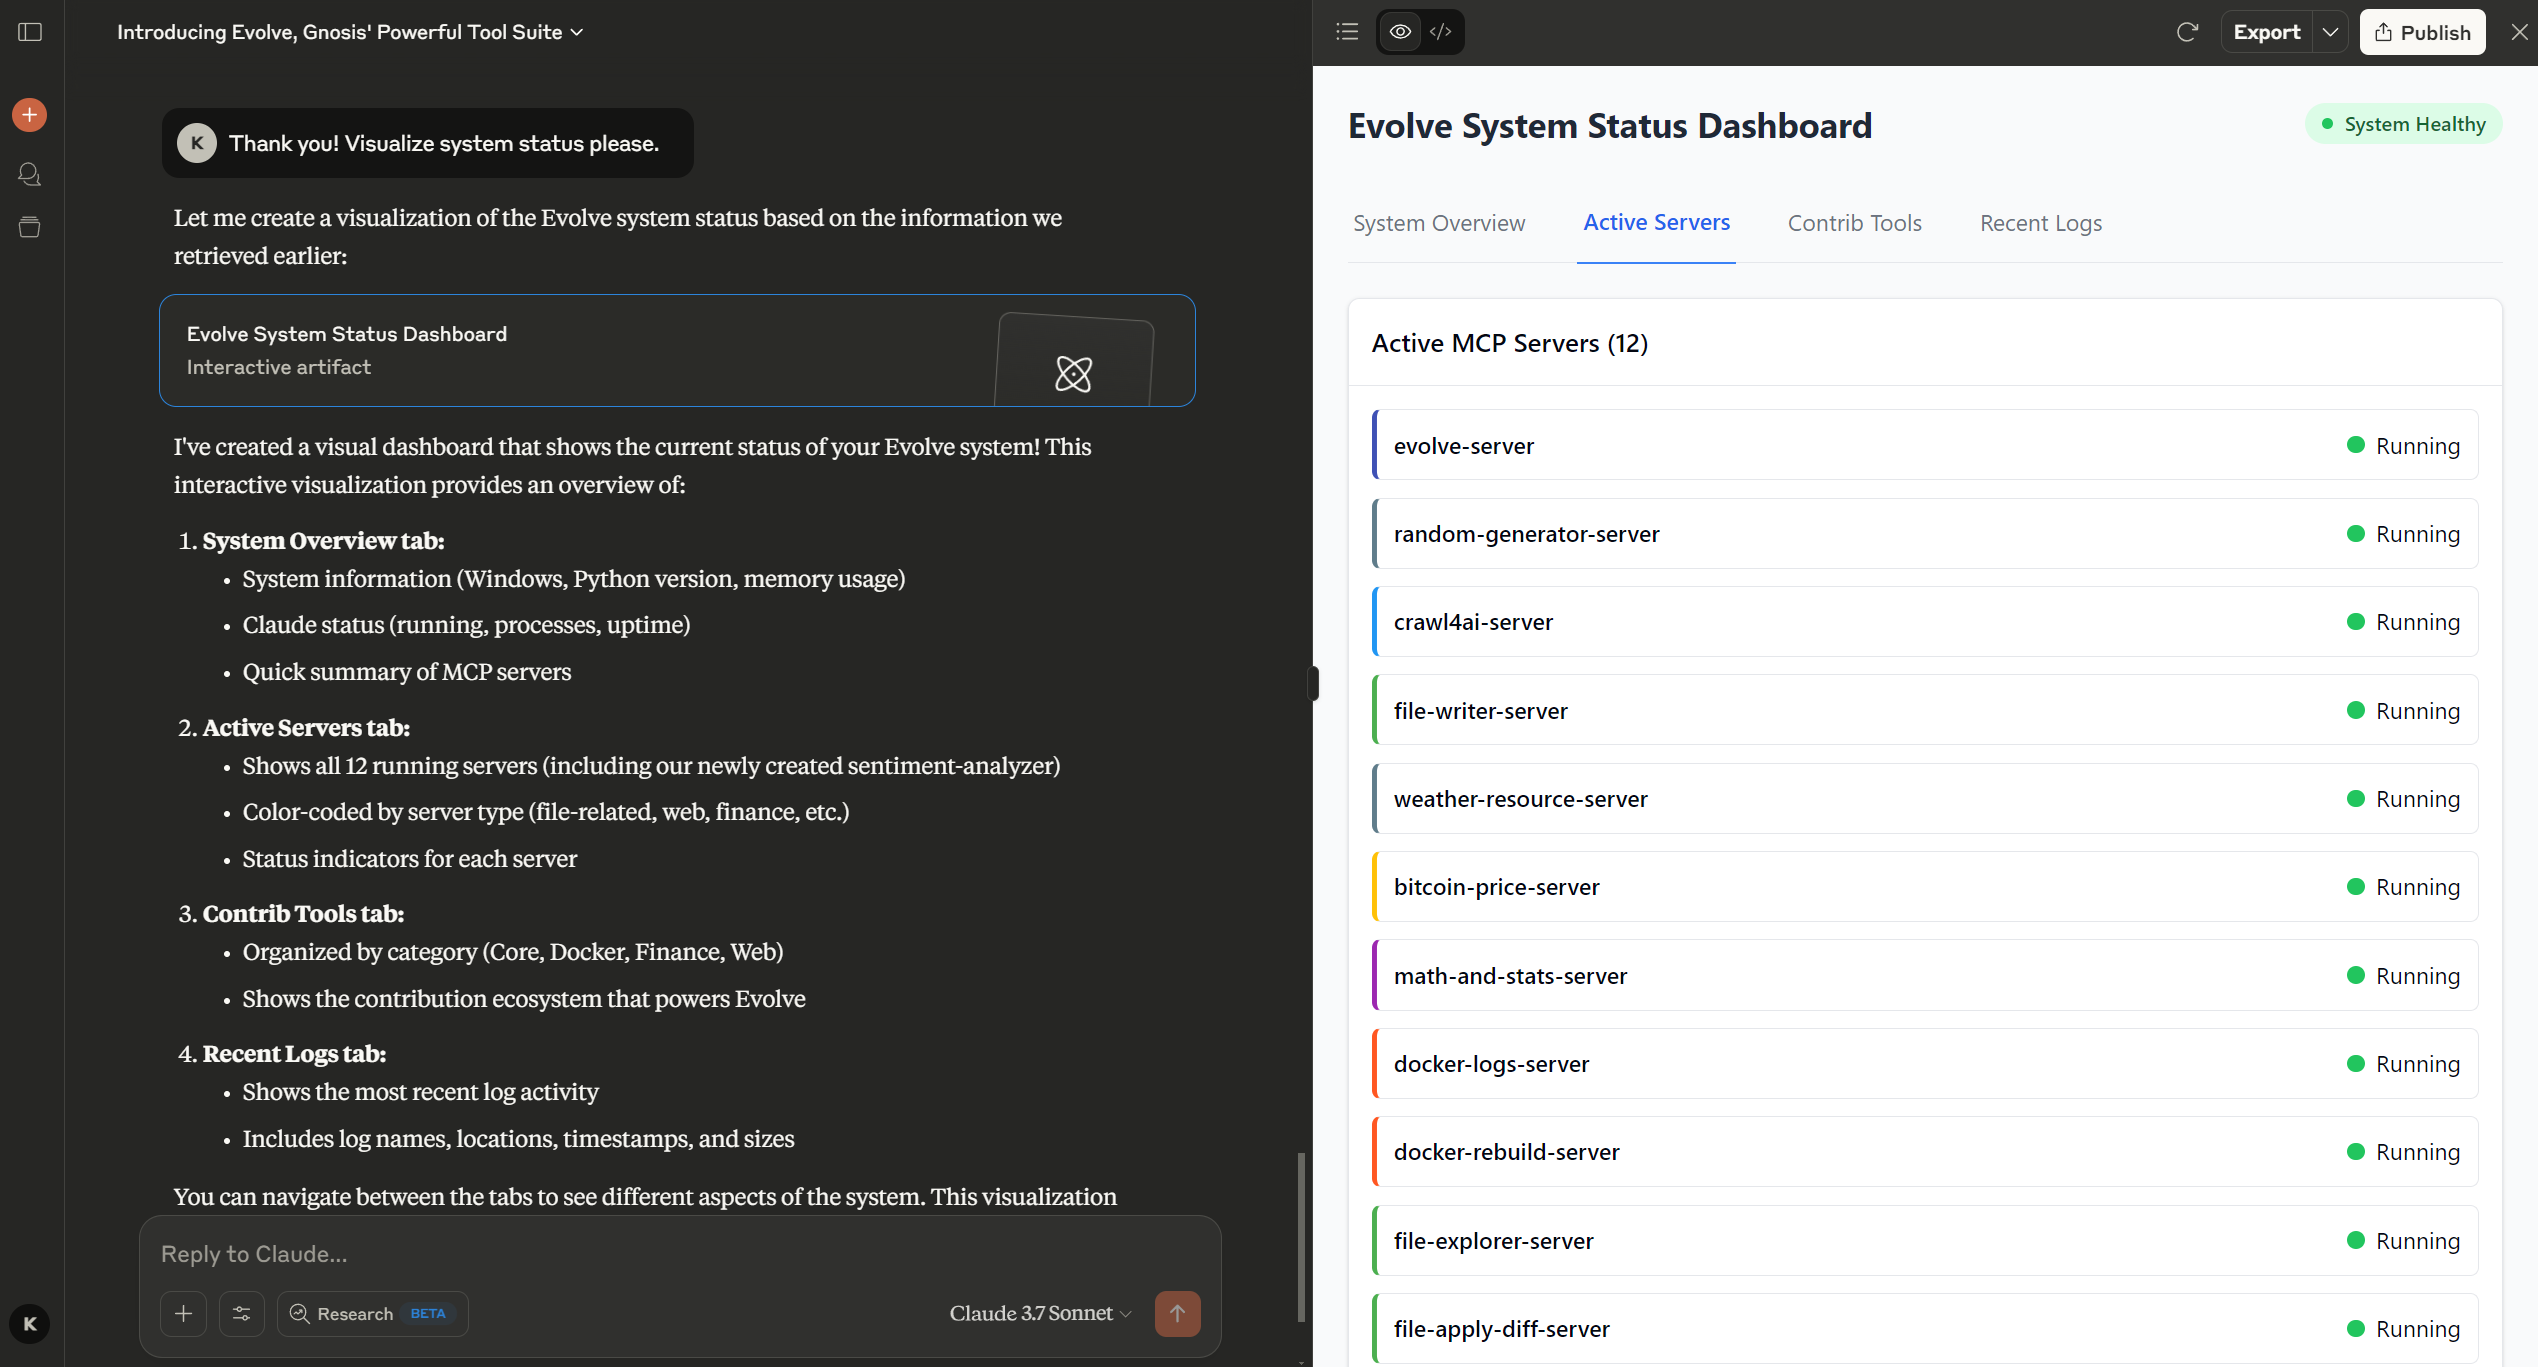 Introducing Evolve, Gnosis' Powerful Tool Suite
K
Thank you! Visualize system status please.
Let me create a visualization of the Evolve system status based on the information we
retrieved earlier:
Evolve System Status Dashboard
Interactive artifact
I've created a visual dashboard that shows the current status of your Evolve system! This
interactive visualization provides an overview of:
1. System Overview tab:
• System information (Windows, Python version, memory usage)
• Claude status (running, processes, uptime)
• Quick summary of MCP servers
2. Active Servers tab:
• Shows all 12 running servers (including our newly created sentiment-analyzer)
• Color-coded by server type (file-related, web, finance, etc.)
• Status indicators for each server
3. Contrib Tools tab:
• Organized by category (Core, Docker, Finance, Web)
• Shows the contribution ecosystem that powers Evolve
4. Recent Logs tab:
• Shows the most recent log activity
• Includes log names, locations, timestamps, and sizes
You can navigate between the tabs to see different aspects of the system. This visualization
Reply to Claude...
Research BETA
Claude 3.7 Sonnet
K
Export
Publish
Evolve System Status Dashboard
System Healthy
System Overview
Active Servers
Contrib Tools
Recent Logs
Active MCP Servers (12)
evolve-server Running
random-generator-server Running
crawl4ai-server Running
file-writer-server Running
weather-resource-server Running
bitcoin-price-server Running
math-and-stats-server Running
docker-logs-server Running
docker-rebuild-server Running
file-explorer-server Running
file-apply-diff-server Running